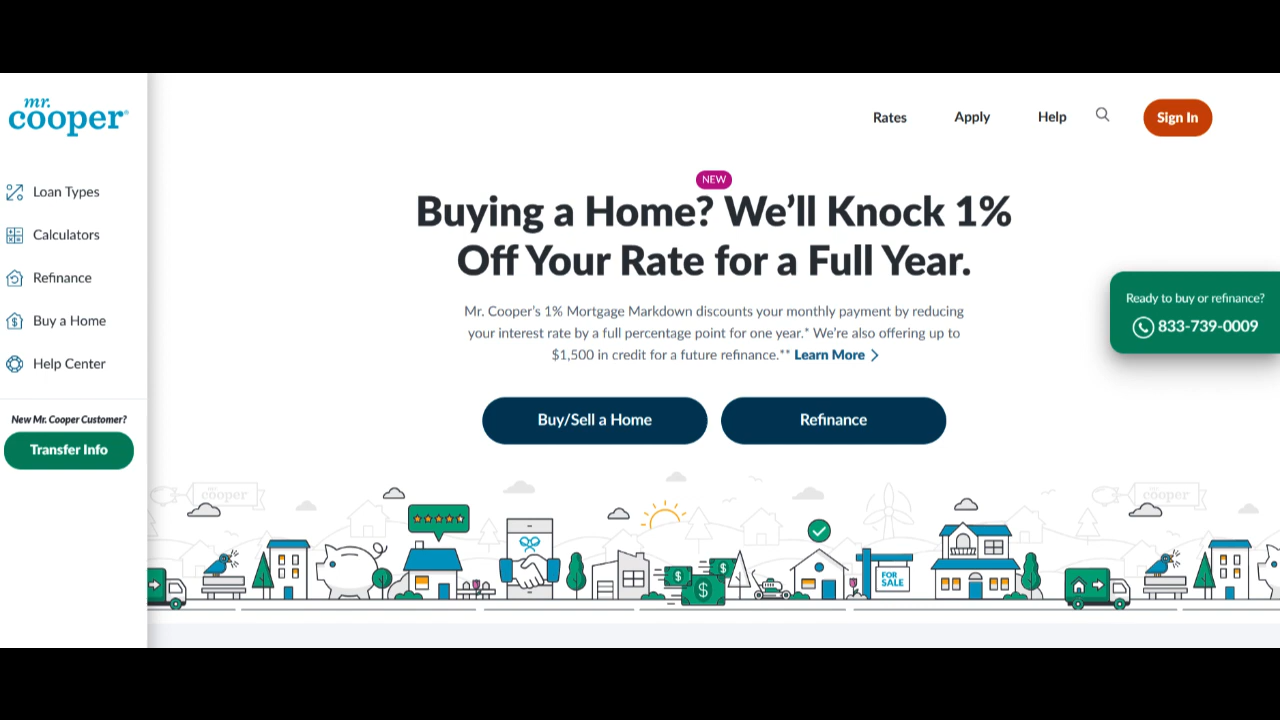 mr.
cooper®
Loan Types
Calculators
Refinance
Buy a Home
Help Center
New Mr. Cooper Customer?
Transfer Info
Rates
Apply
Help
Sign In
NEW
Buying a Home? We’ll Knock 1%
Off Your Rate for a Full Year.
Mr. Cooper's 1% Mortgage Markdown discounts your monthly payment by reducing
your interest rate by a full percentage point for one year.* We’re also offering up to
$1,500 in credit for a future refinance.** Learn More
Buy/Sell a Home
Refinance
Ready to buy or refinance?
833-739-0009
mr.
cooper
mr.
cooper
$
$
$
FOR
SALE